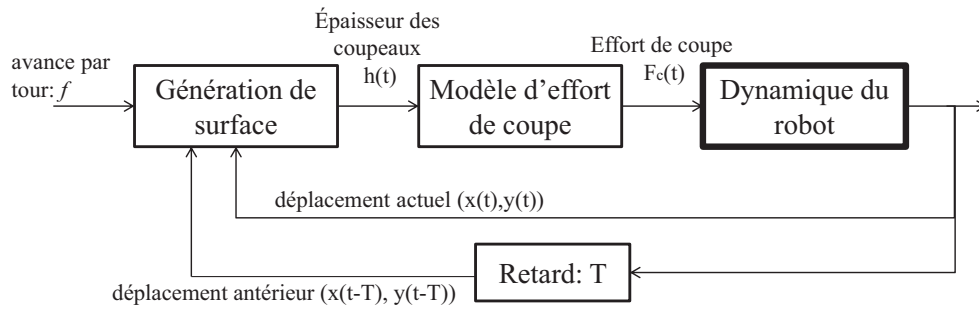 avance par
tour: f
Génération de
surface
Épaisseur des
coupeaux
h(t)
Modèle d'effort
de coupe
Effort de coupe
Fc(t)
Dynamique du
robot
déplacement actuel (x(t),y(t))
Retard: T
déplacement antérieur (x(t-T), y(t-T))